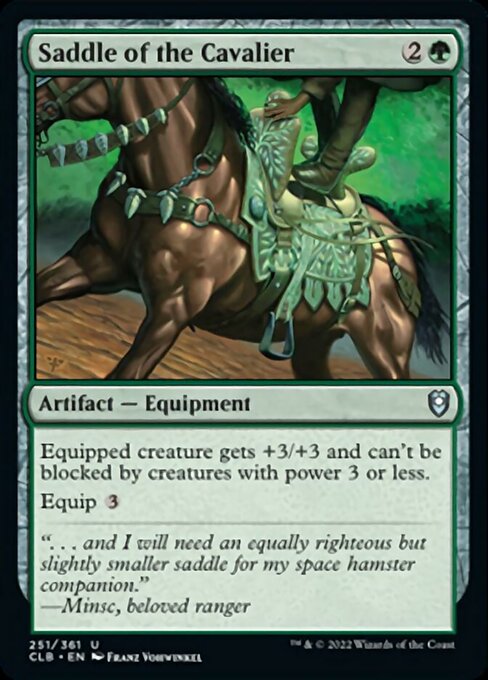 Saddle of the Cavalier 2
Artifact — Equipment
Equipped creature gets +3/+3 and can't be
blocked by creatures with power 3 or less.
Equip 3
“. . . and I will need an equally righteous but
slightly smaller saddle for my space hamster
companion.”
—Minsc, beloved ranger
251/361 U
CLB • EN Franz Vohwinkel
™ & © 2022 Wizards of the Coast